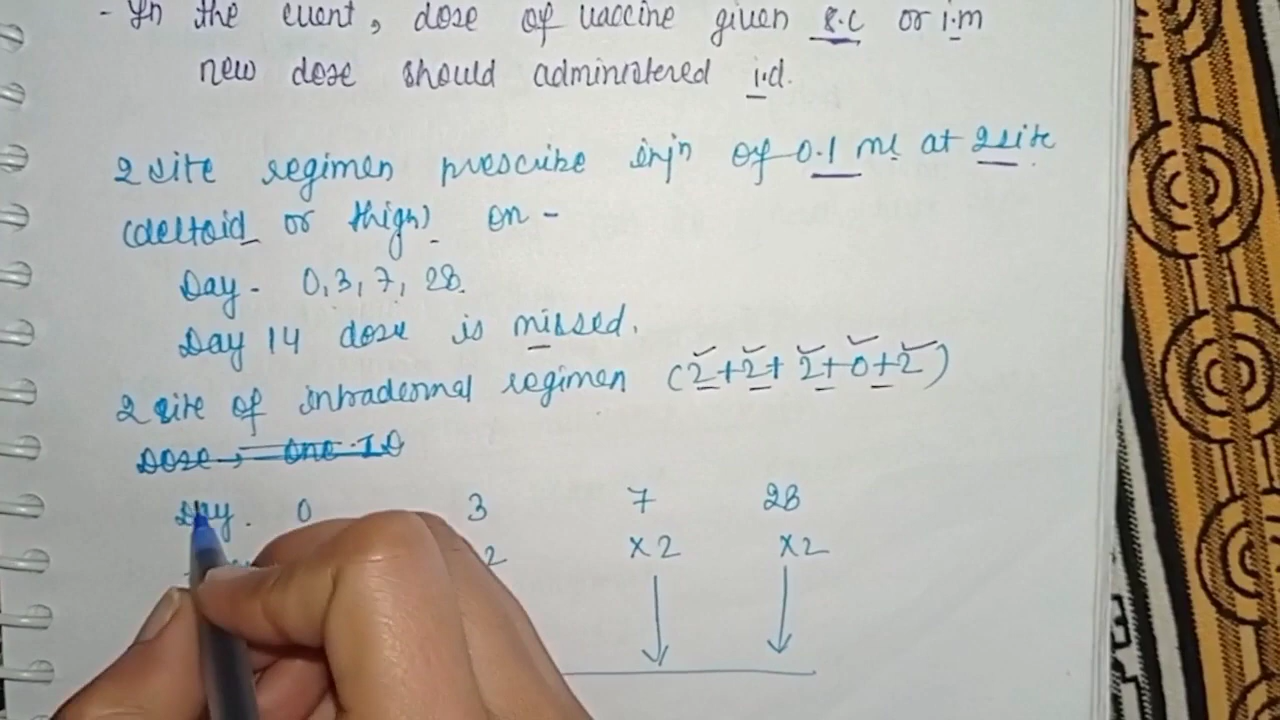 - In the event, dose of vaccine given s.c or i.m
new dose should administered i.d.
2 site regimen prescribe injn of 0.1 ml at 2 site
(deltoid or thigh) on -
Day - 0, 3, 7, 28.
Day 14 dose is missed.
2 site of intradermal regimen (2+2+ 2+0+2)
Dose → One I.D
Day. 0 3 7 28
2 x2 x2